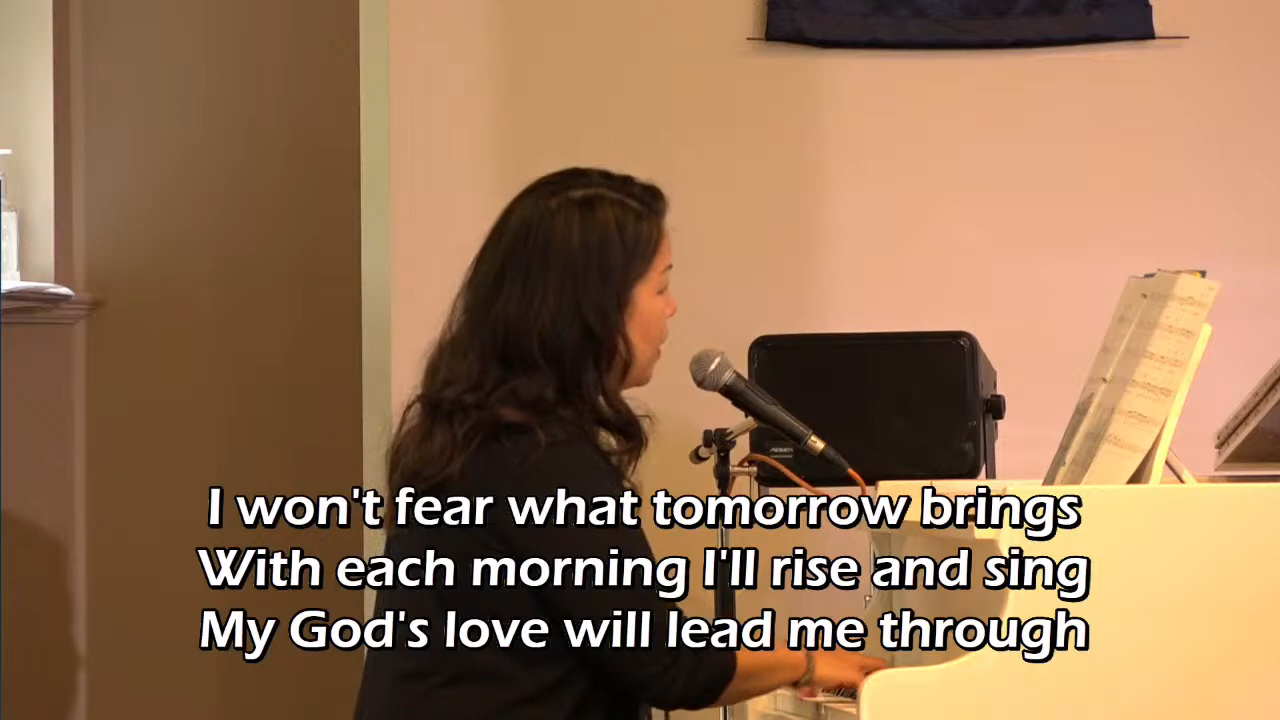 I won't fear what tomorrow brings
With each morning I'll rise and sing
My God's love will lead me through